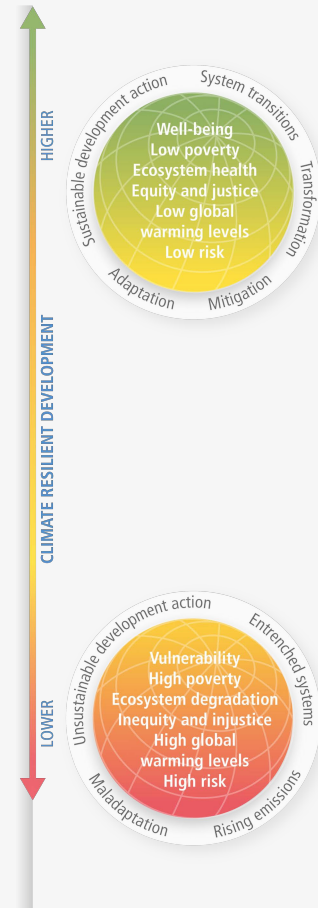 HIGHER
CLIMATE RESILIENT DEVELOPMENT
LOWER
Sustainable development action
System transitions
Transformation
Mitigation
Adaptation
Well-being
Low poverty
Ecosystem health
Equity and justice
Low global
warming levels
Low risk
Unsustainable development action
Entrenched systems
Rising emissions
Maladaptation
Vulnerability
High poverty
Ecosystem degradation
Inequity and injustice
High global
warming levels
High risk